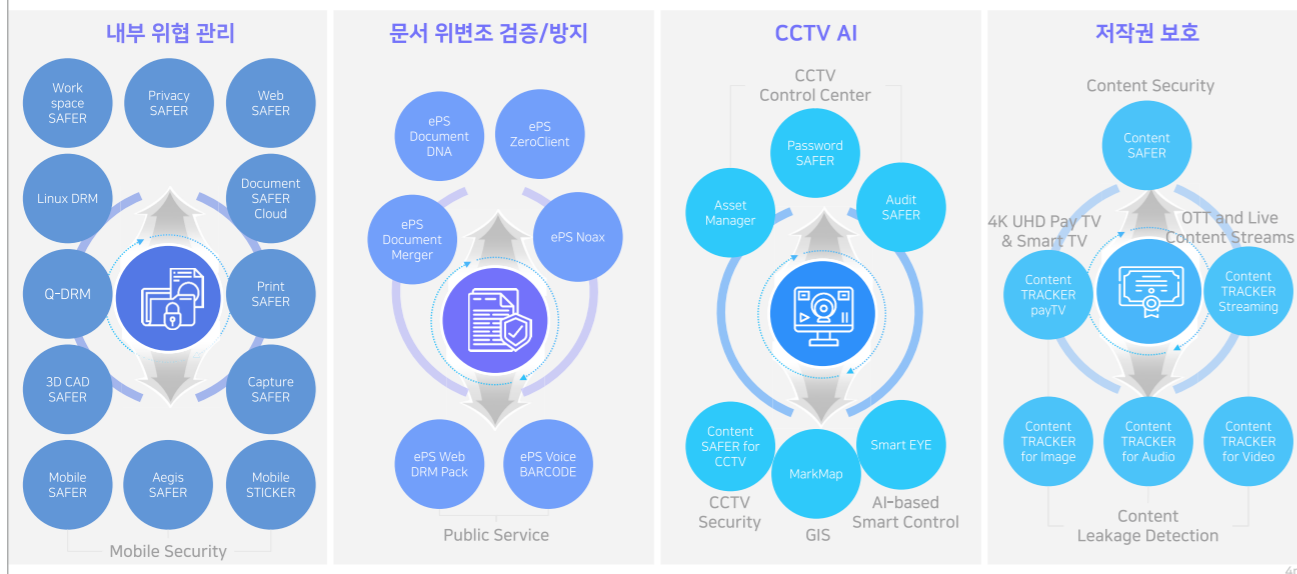 내부 위협 관리
Work
space
SAFER
Privacy
SAFER
Web
SAFER
Linux DRM
Document
SAFER
Cloud
Q-DRM
Print
SAFER
3D CAD
SAFER
Capture
SAFER
Mobile
SAFER
Aegis
SAFER
Mobile
STICKER
Mobile Security
문서 위변조 검증/방지
ePS
Document
DNA
ePS
ZeroClient
ePS
Document
Merger
ePS Noax
ePS Web
DRM Pack
ePS Voice
BARCODE
Public Service
CCTV AI
CCTV
Control Center
Password
SAFER
Asset
Manager
Audit
SAFER
Content
SAFER for
CCTV
MarkMap
Smart EYE
CCTV
Security
GIS
AI-based
Smart Control
저작권 보호
Content Security
Content
SAFER
4K UHD Pay TV
& Smart TV
OTT and Live
Content Streams
Content
TRACKER
payTV
Content
TRACKER
Streaming
Content
TRACKER
for Image
Content
TRACKER
for Audio
Content
TRACKER
for Video
Content
Leakage Detection